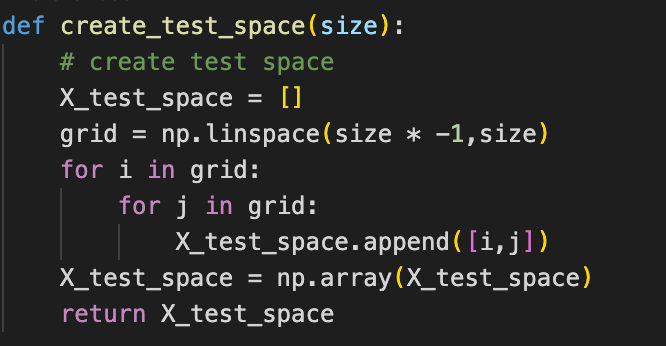 def create_test_space(size):
    # create test space
    X_test_space = []
    grid = np.linspace(size * -1,size)
    for i in grid:
        for j in grid:
            X_test_space.append([i,j])
    X_test_space = np.array(X_test_space)
    return X_test_space